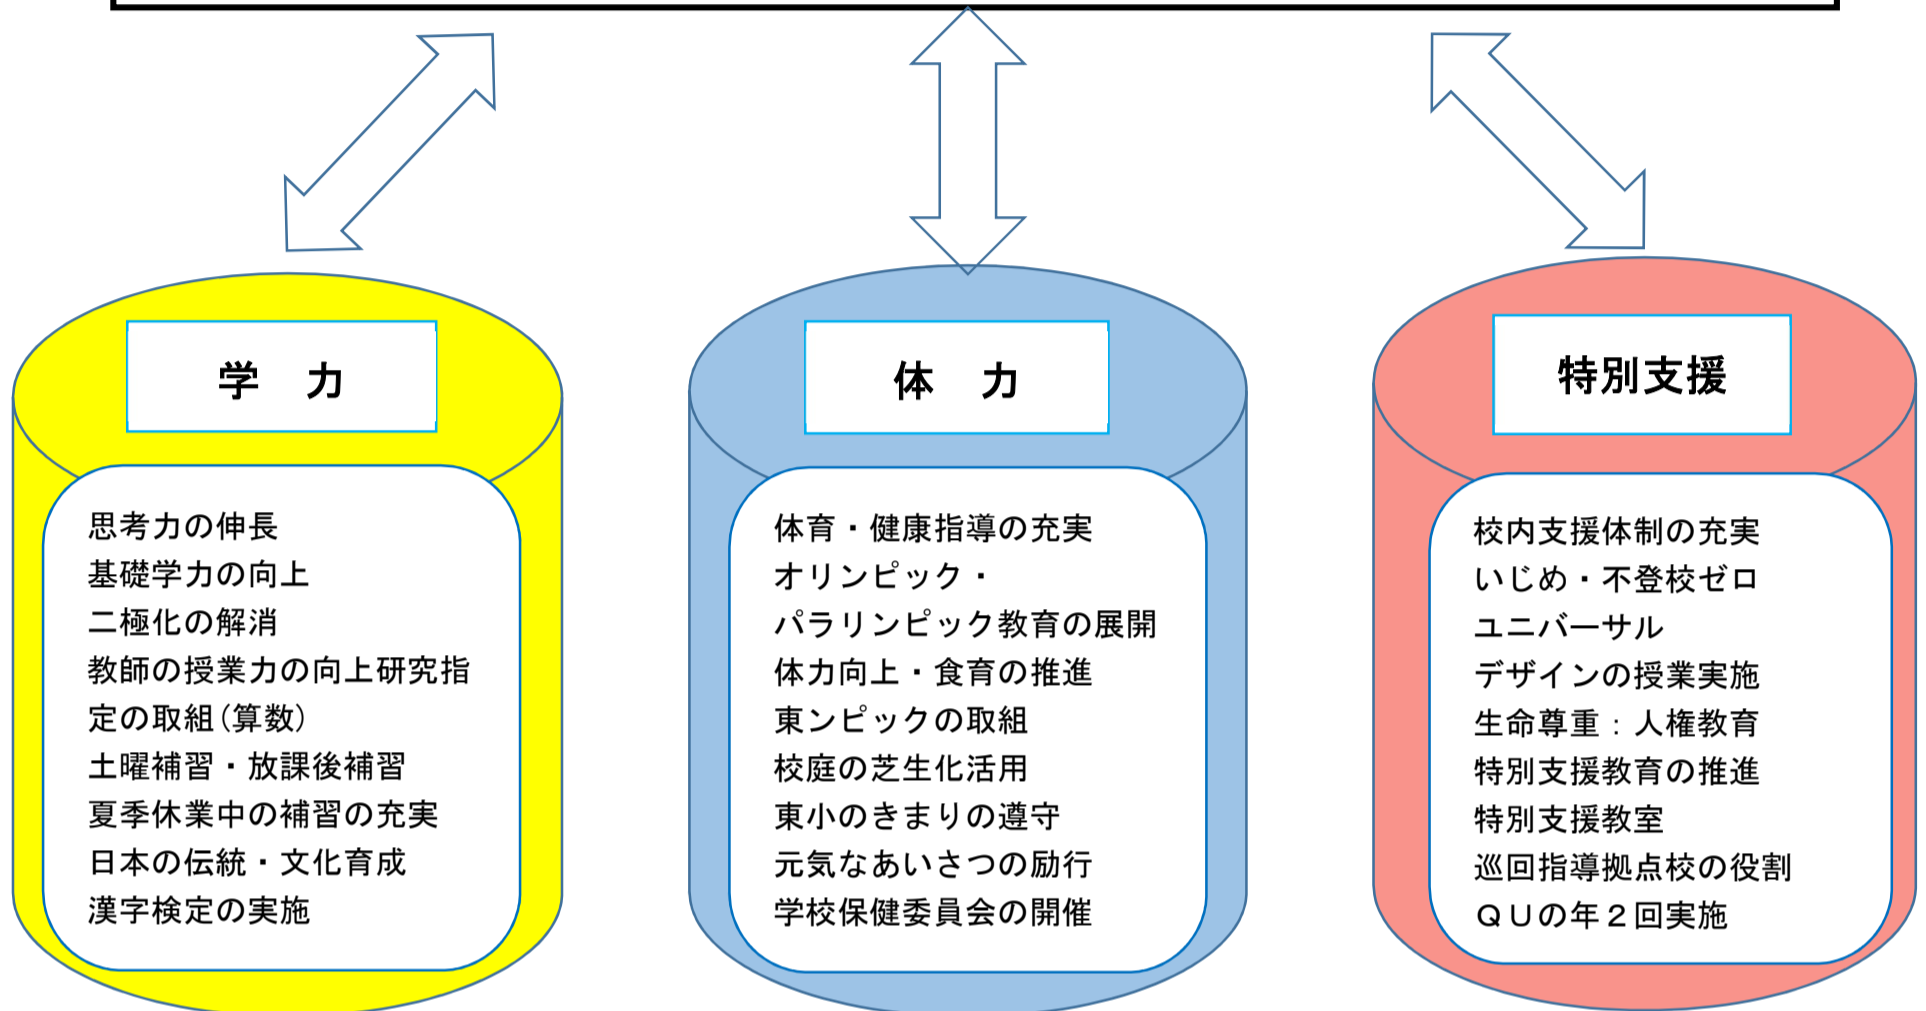 学　力
思考力の伸長
基礎学力の向上
二極化の解消
教師の授業力の向上研究指
定の取組(算数)
土曜補習・放課後補習
夏季休業中の補習の充実
日本の伝統・文化育成
漢字検定の実施
体　力
体育・健康指導の充実
オリンピック・
パラリンピック教育の展開
体力向上・食育の推進
東ンピックの取組
校庭の芝生化活用
東小のきまりの遵守
元気なあいさつの励行
学校保健委員会の開催
特別支援
校内支援体制の充実
いじめ・不登校ゼロ
ユニバーサル
デザインの授業実施
生命尊重：人権教育
特別支援教育の推進
特別支援教室
巡回指導拠点校の役割
ＱＵの年２回実施